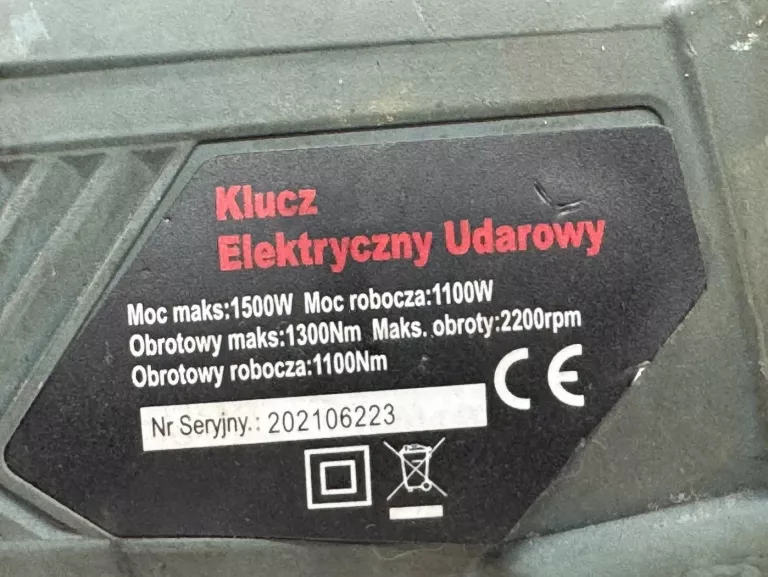 Klucz
Elektryczny Udarowy
Moc maks:1500W Moc robocza:1100W
Obrotowy maks:1300Nm Maks. obroty:2200rpm
Obrotowy robocza:1100Nm
CE
Nr Seryjny.: 202106223